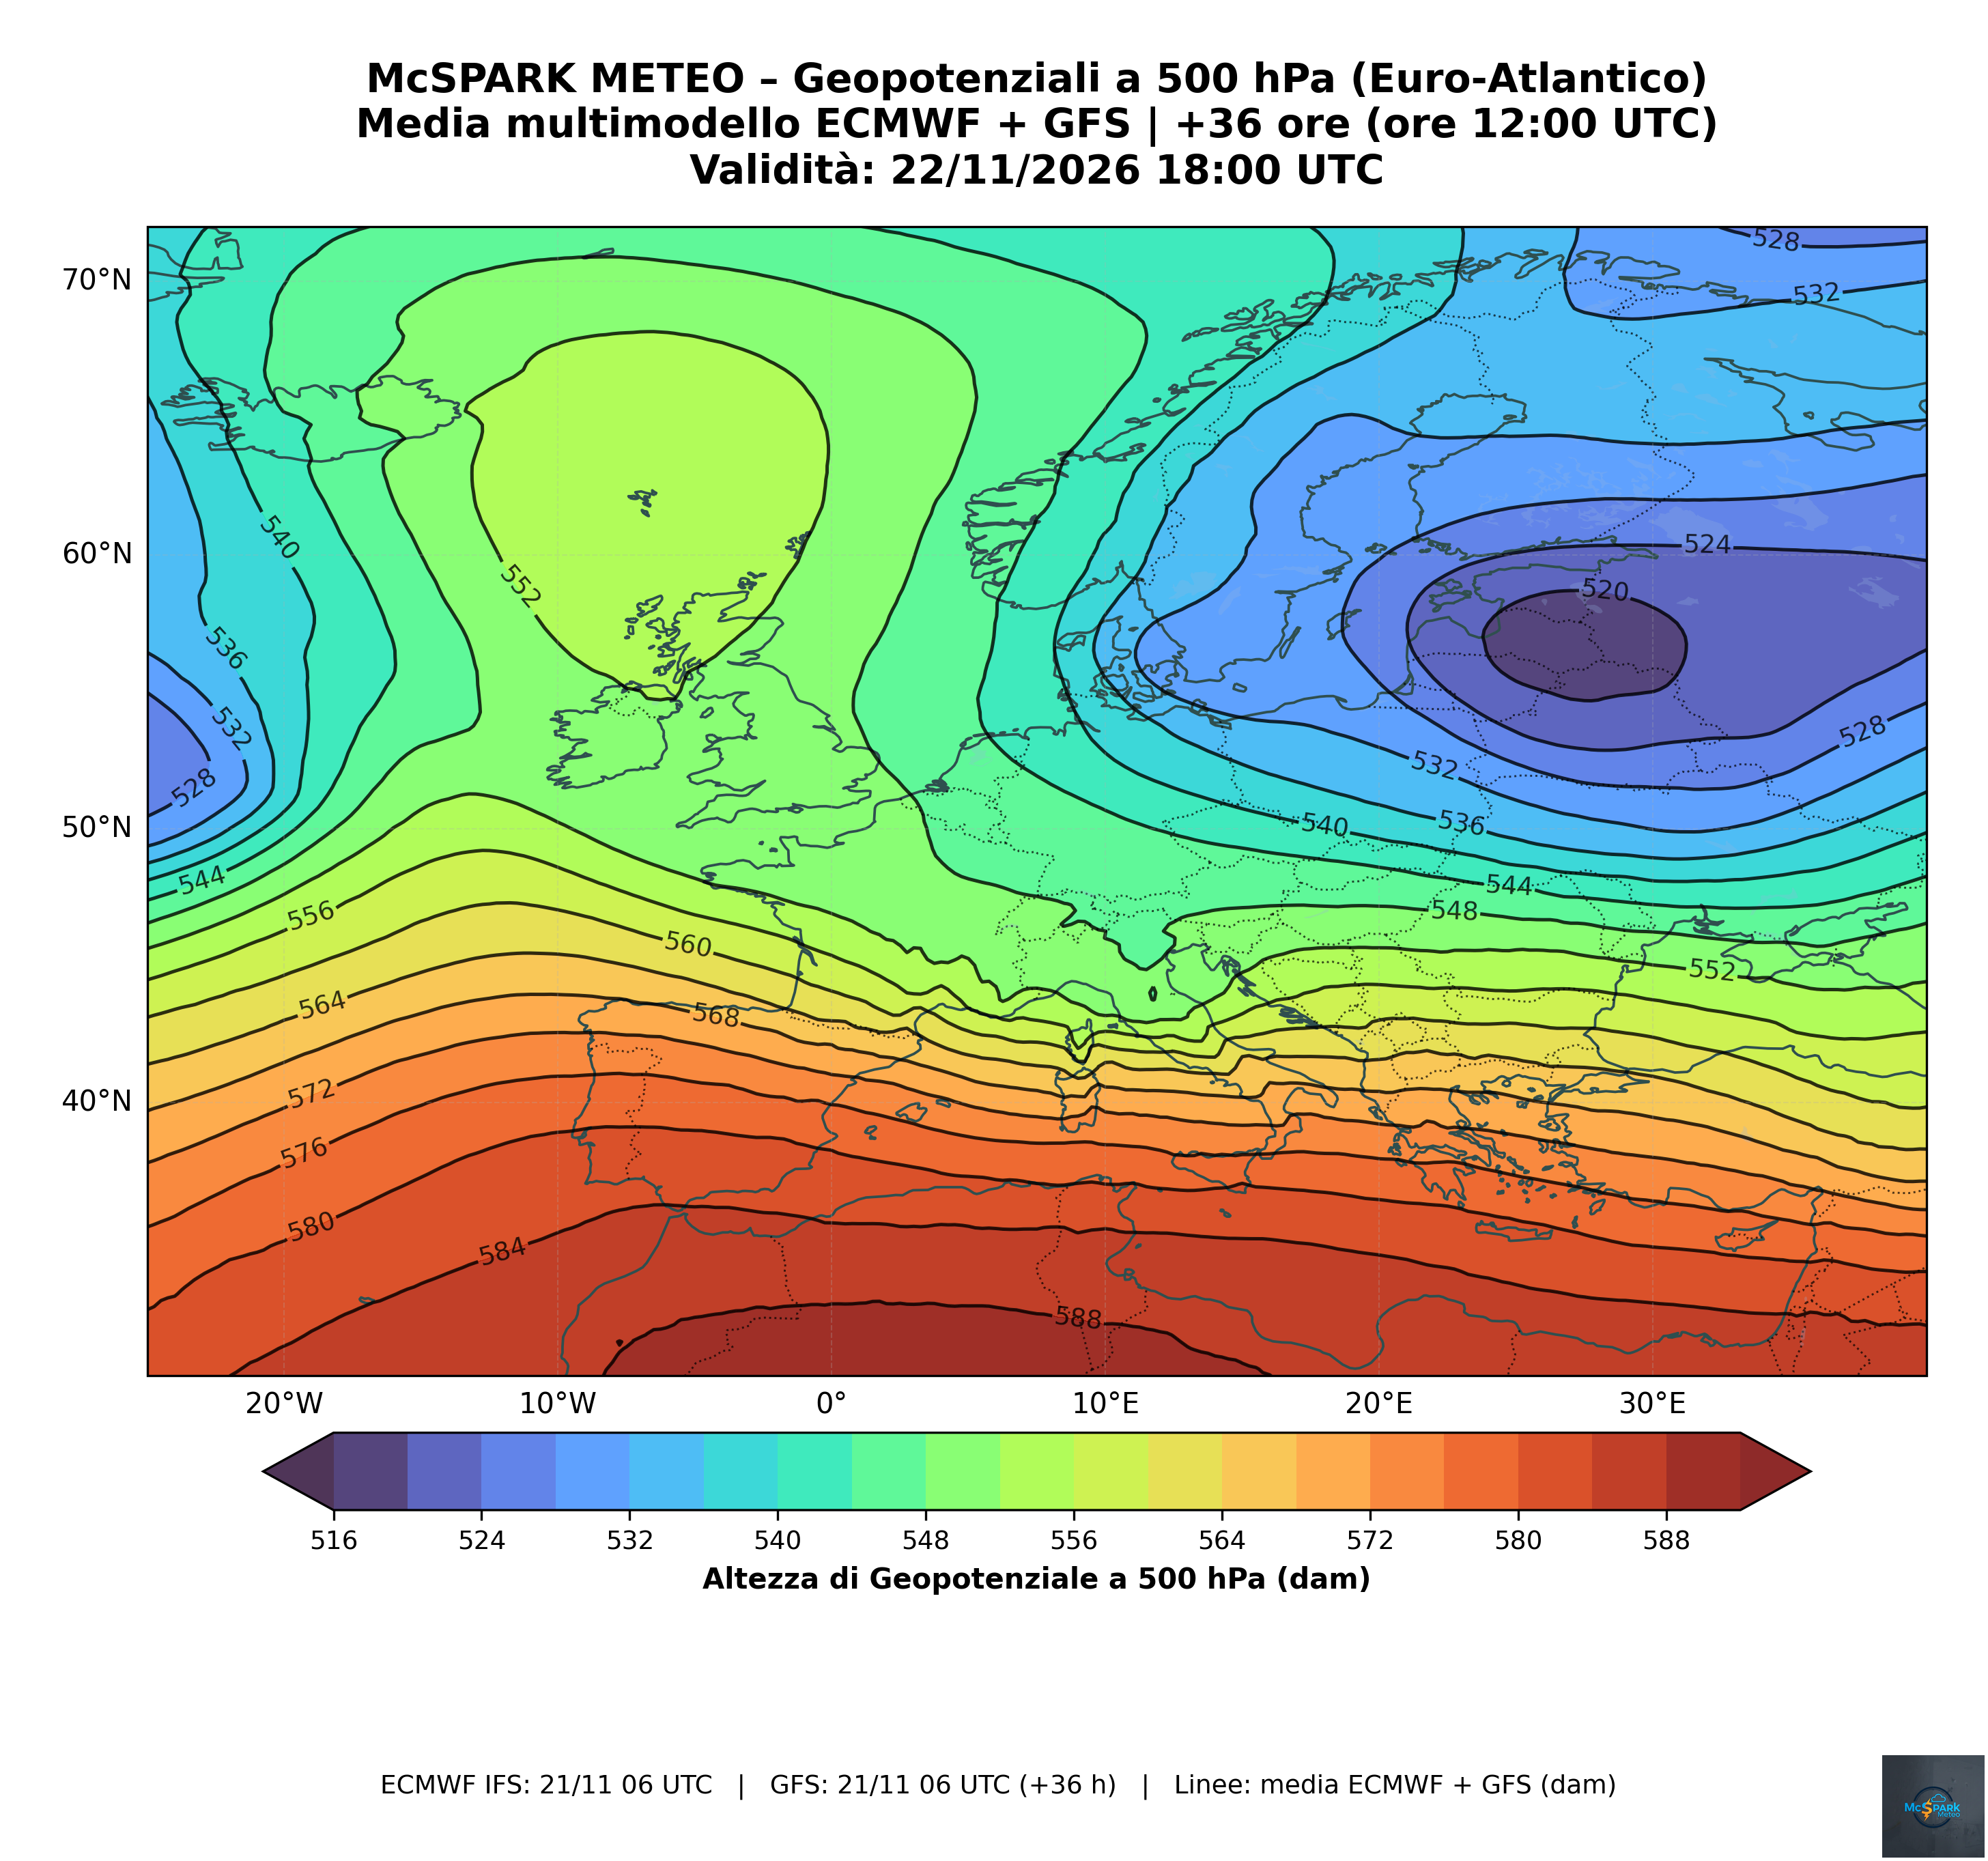 McSPARK METEO – Geopotenziali a 500 hPa (Euro-Atlantico)
Media multimodello ECMWF + GFS | +36 ore (ore 12:00 UTC)
Validità: 22/11/2026 18:00 UTC
528
70°N
532
540
60°N
524
552
520
536
532
528
532
528
50°N
540
536
544
544
548
556
560
552
564
568
572
40°N
576
580
584
588
20°W 10°W 0° 10°E 20°E 30°E
516 524 532 540 548 556 564 572 580 588
Altezza di Geopotenziale a 500 hPa (dam)
ECMWF IFS: 21/11 06 UTC | GFS: 21/11 06 UTC (+36 h) | Linee: media ECMWF + GFS (dam)
McSPARK
Meteo